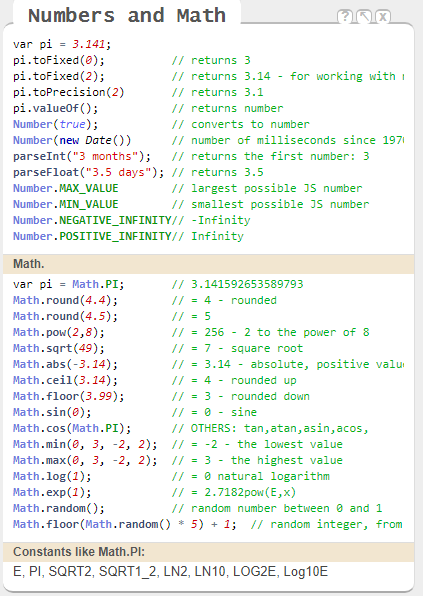 Numbers and Math
? x
var pi = 3.141;
pi.toFixed(0); // returns 3
pi.toFixed(2); // returns 3.14 - for working with
pi.toPrecision(2) // returns 3.1
pi.valueOf(); // returns number
Number(true); // converts to number
Number(new Date()) // number of milliseconds since 1970
parseInt("3 months"); // returns the first number: 3
parseFloat("3.5 days"); // returns 3.5
Number.MAX_VALUE // largest possible JS number
Number.MIN_VALUE // smallest possible JS number
Number.NEGATIVE_INFINITY// -Infinity
Number.POSITIVE_INFINITY// Infinity
Math.
var pi = Math.PI; // 3.141592653589793
Math.round(4.4); // = 4 - rounded
Math.round(4.5); // = 5
Math.pow(2,8); // = 256 - 2 to the power of 8
Math.sqrt(49); // = 7 - square root
Math.abs(-3.14); // = 3.14 - absolute, positive valu
Math.ceil(3.14); // = 4 - rounded up
Math.floor(3.99); // = 3 - rounded down
Math.sin(0); // = 0 - sine
Math.cos(Math.PI); // OTHERS: tan,atan,asin,acos,
Math.min(0, 3, -2, 2); // = -2 - the lowest value
Math.max(0, 3, -2, 2); // = 3 - the highest value
Math.log(1); // = 0 natural logarithm
Math.exp(1); // = 2.7182pow(E,x)
Math.random(); // random number between 0 and 1
Math.floor(Math.random() * 5) + 1; // random integer, from
Constants like Math.PI:
E, PI, SQRT2, SQRT1_2, LN2, LN10, LOG2E, Log10E